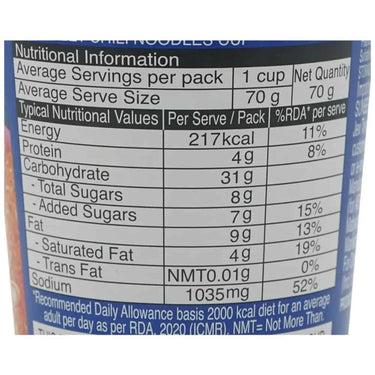 CHILI NOODLES CUP
Nutritional Information
Average Servings per pack 1 cup Net Quantity
Average Serve Size 70 g 70 g
Typical Nutritional Values Per Serve / Pack %RDA* per serve
Energy 217kcal 11%
Protein 4g 8%
Carbohydrate 31g
- Total Sugars 8g
- Added Sugars 7g 15%
Fat 9g 13%
- Saturated Fat 4g 19%
- Trans Fat NMT0.01g 0%
Sodium 1035mg 52%
*Recommended Daily Allowance basis 2000 kcal diet for an average
adult per day as per RDA, 2020 (ICMR). NMT= Not More Than.